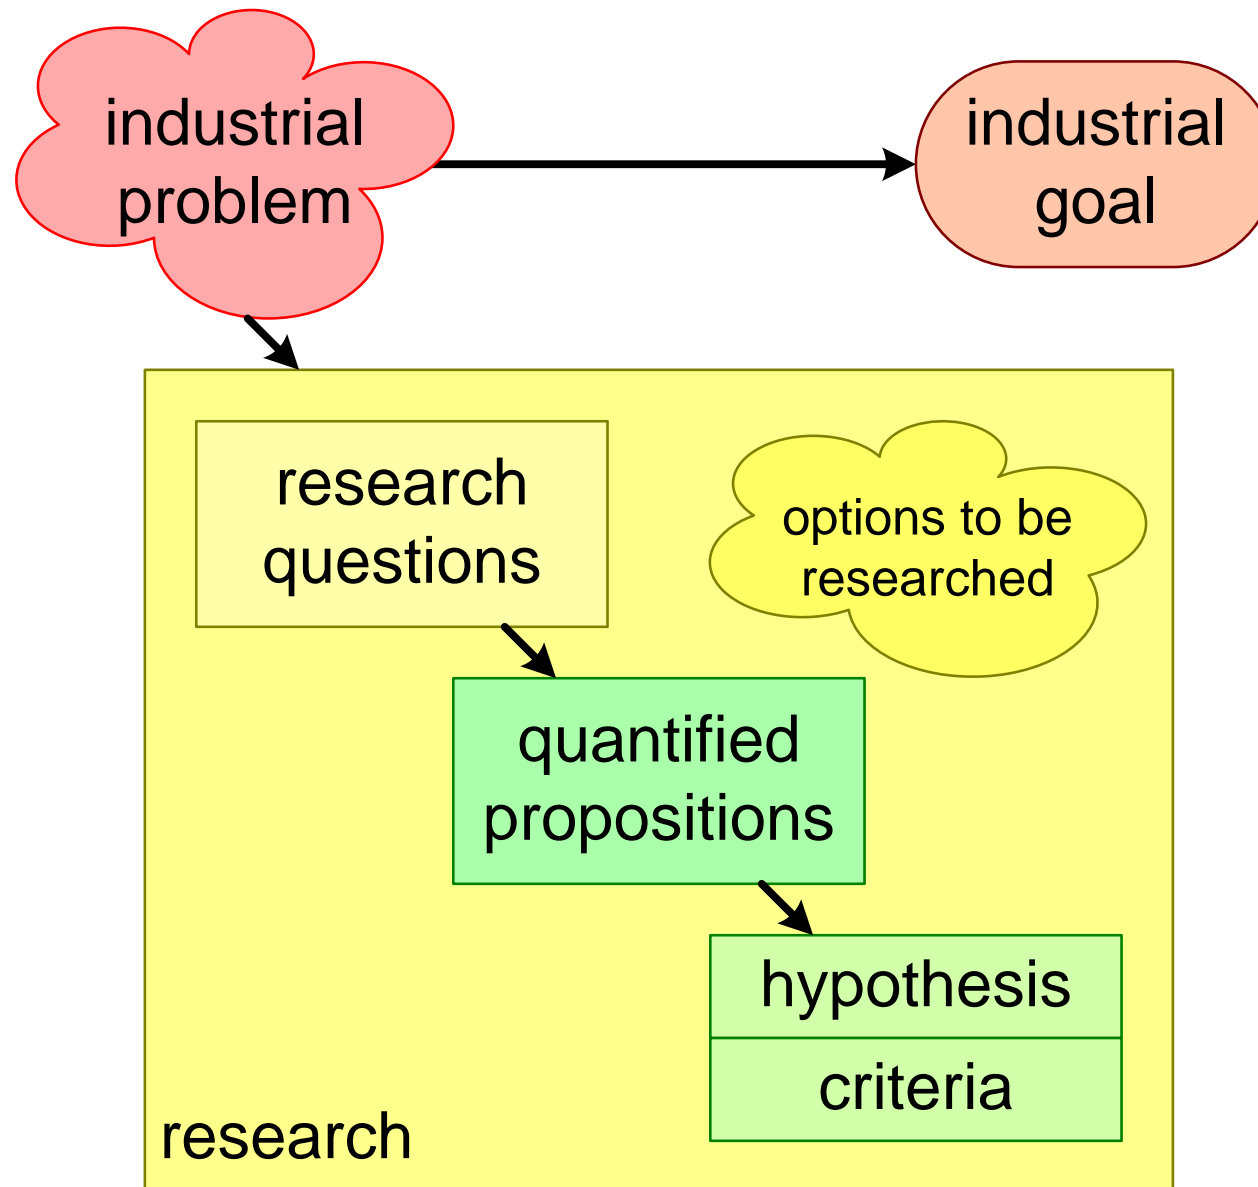 industrial
problem
industrial
goal
research
questions
options to be
researched
quantified
propositions
hypothesis
criteria
research